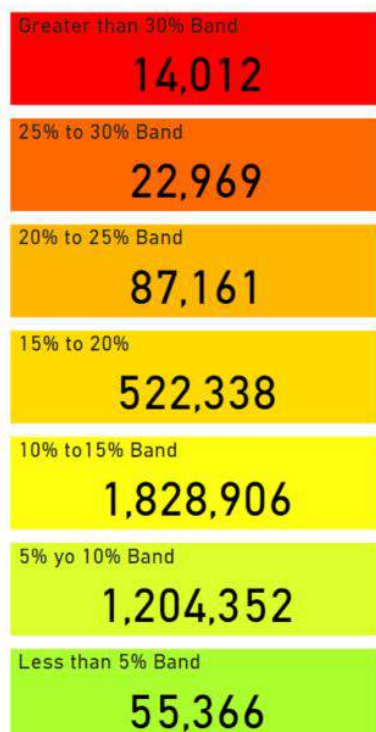 Greater than 30% Band
14,012
25% to 30% Band
22,969
20% to 25% Band
87,161
15% to 20%
522,338
10% to15% Band
1,828,906
5% yo 10% Band
1,204,352
Less than 5% Band
55,366